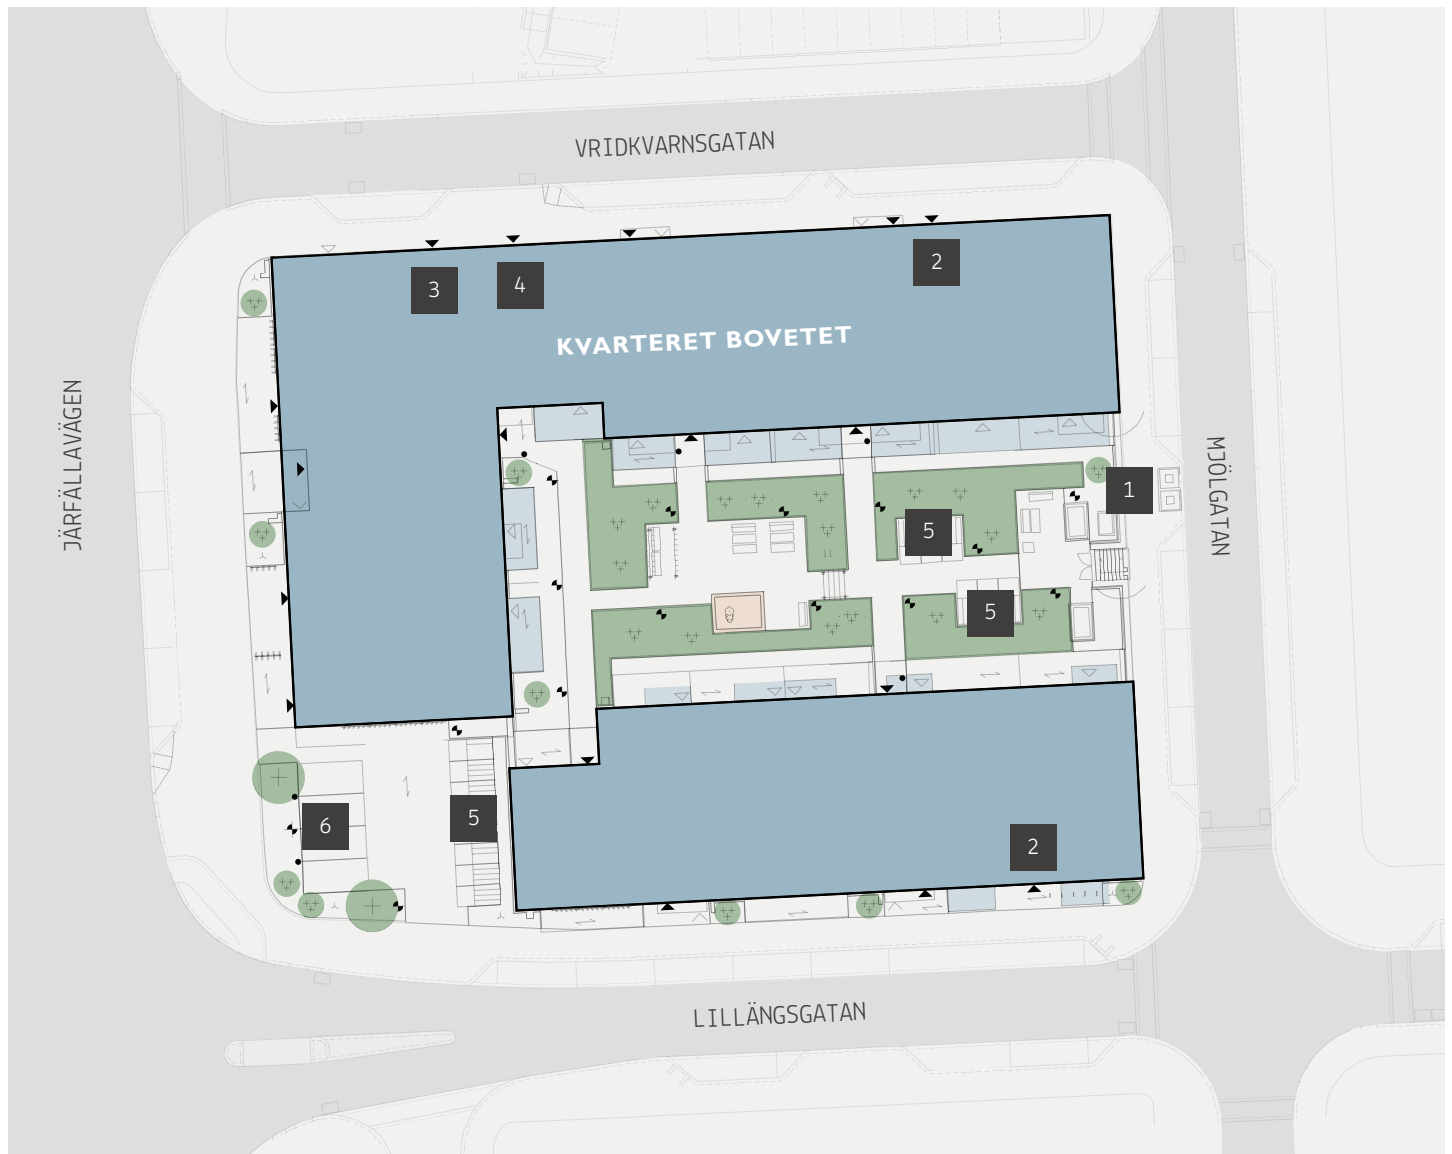 VRIDKVARNSGATAN
2
3
4
KVARTERET BOVETET
JÄRFÄLLAVÄGEN
MJÖLGATAN
1
5
5
5
6
2
LILLÄNGSGATAN